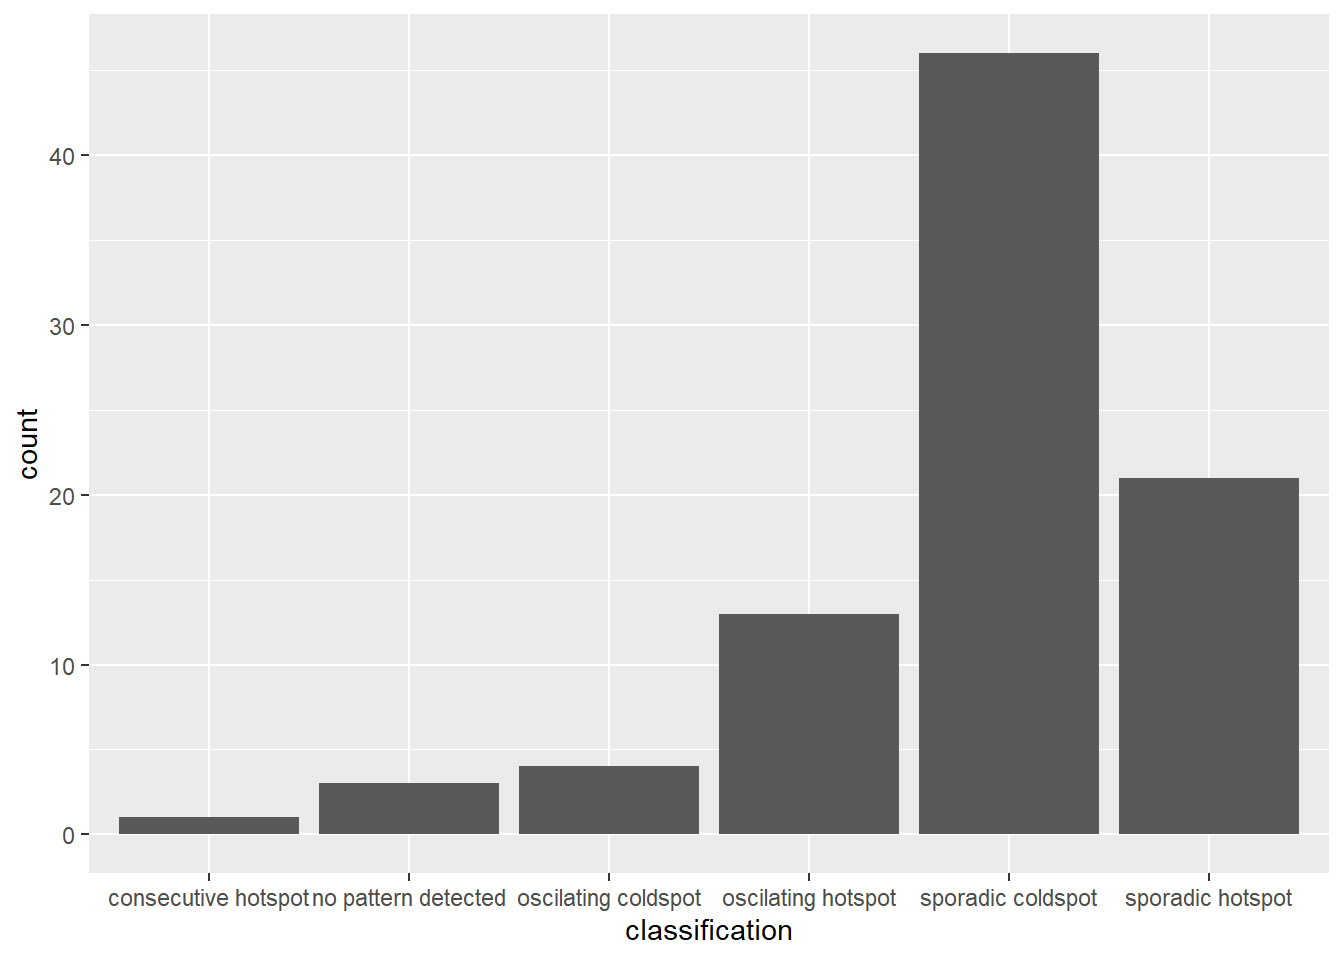 count
40
30
20
10
0
consecutive hotspot no pattern detected oscilating coldspot oscilating hotspot sporadic coldspot sporadic hotspot
classification